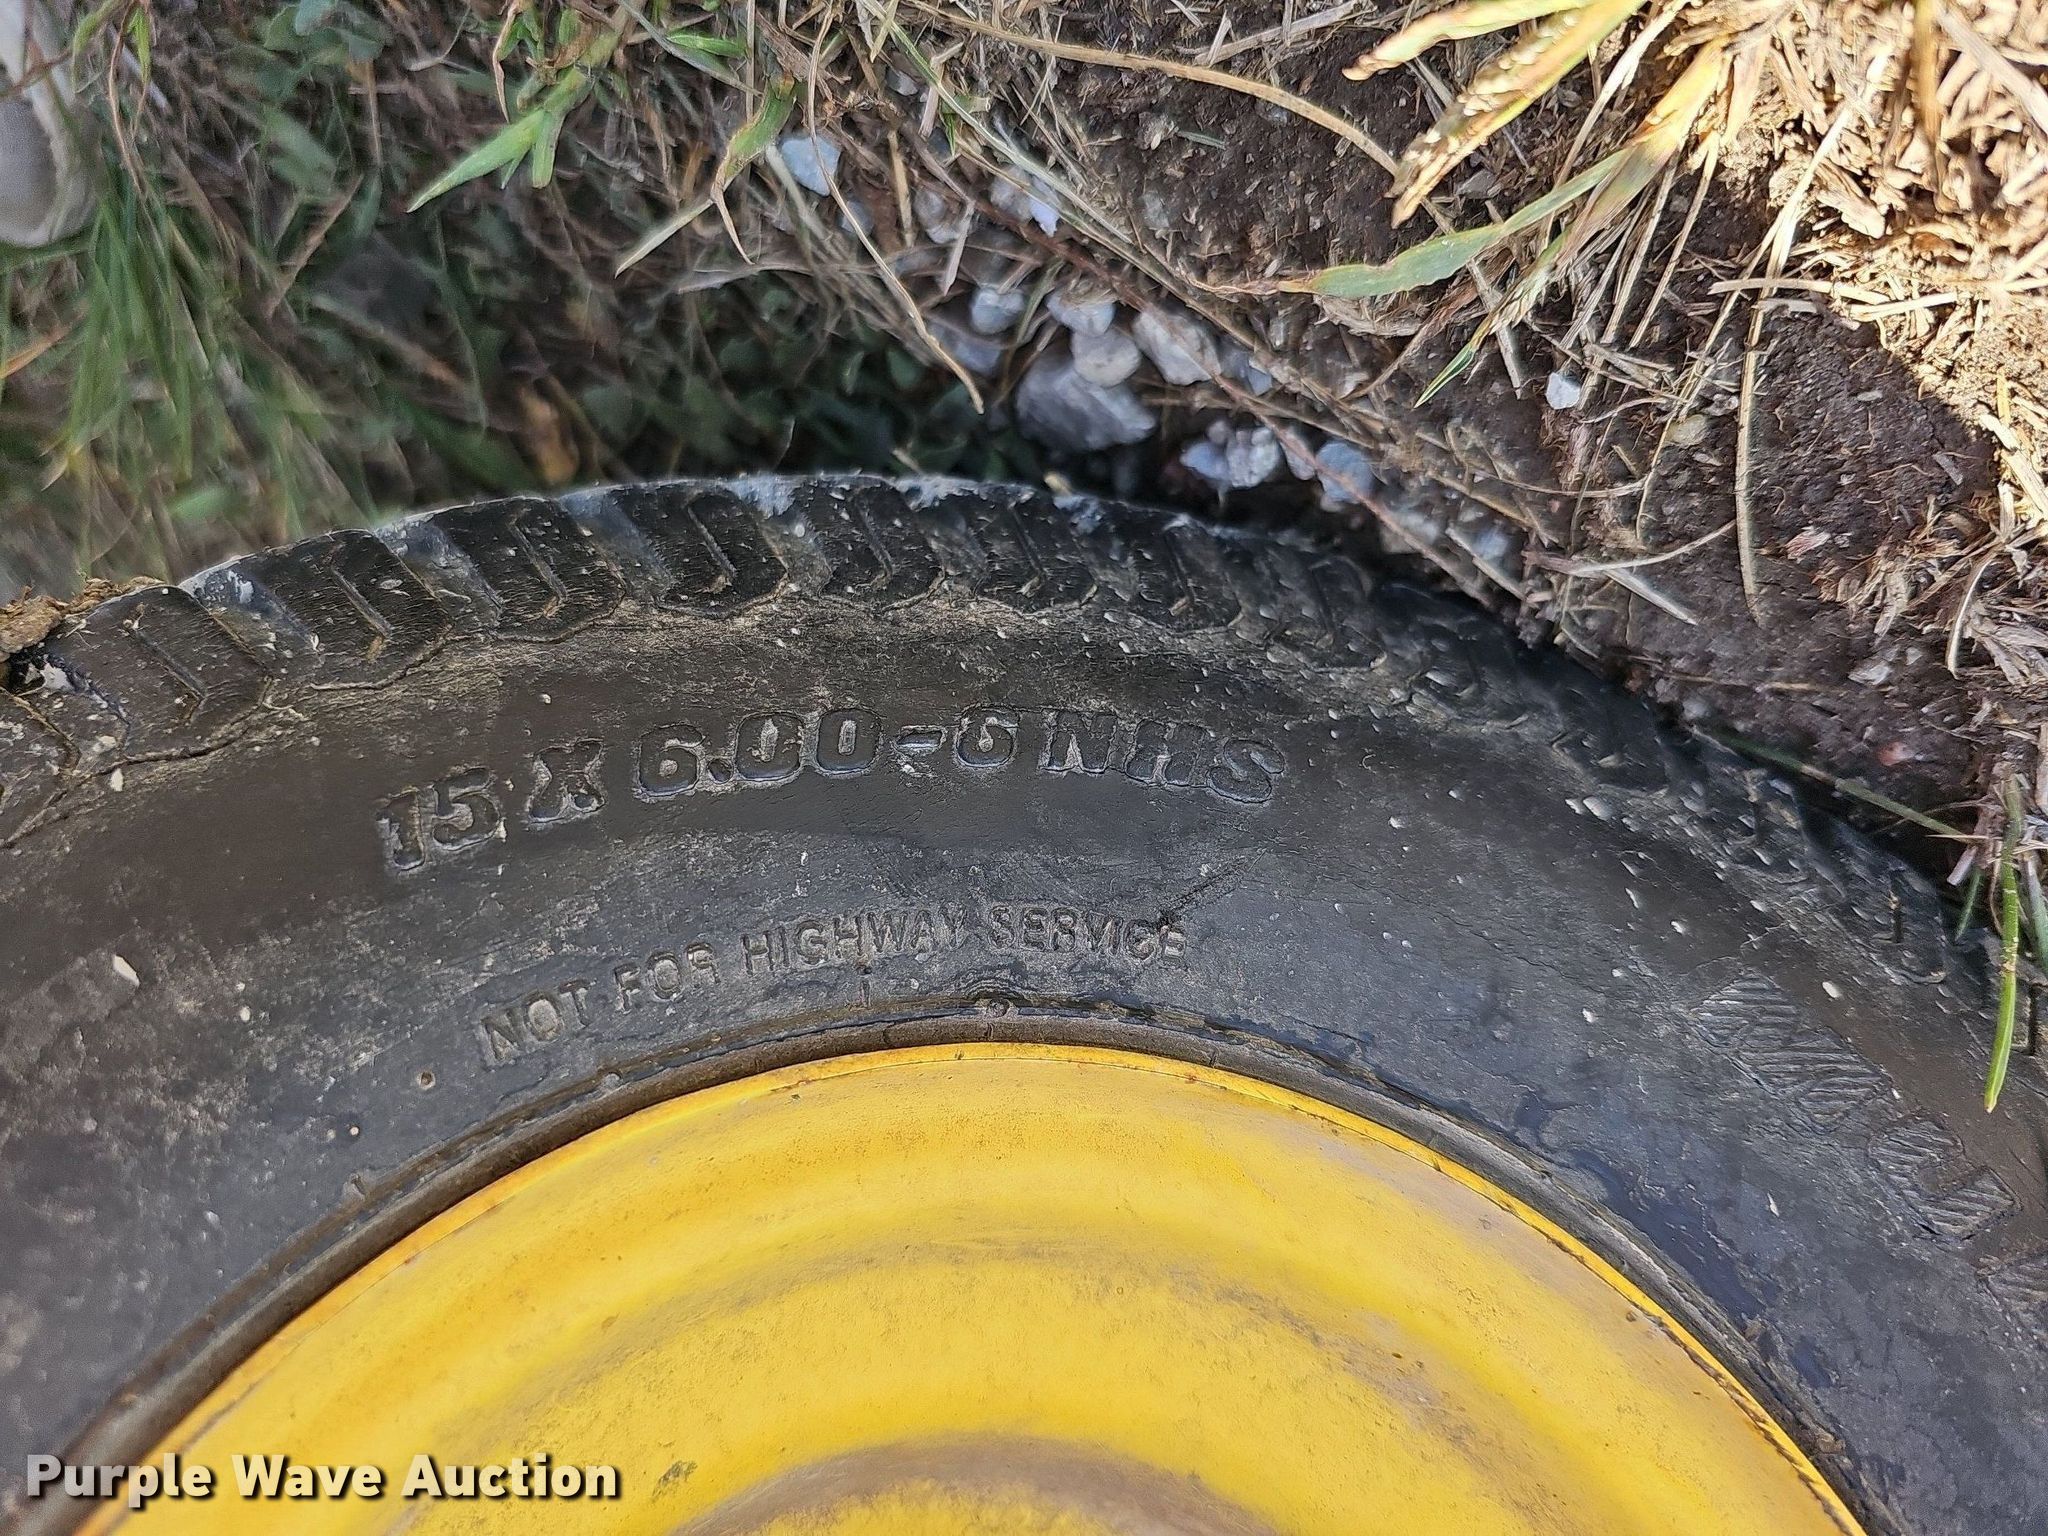 15 X 6.00-6 NHS
NOT FOR HIGHWAY SERVICE
Purple Wave Auction